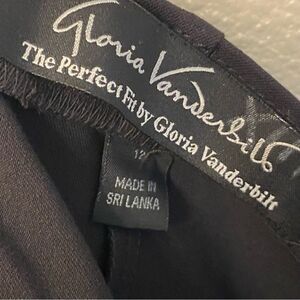 Gloria Vanderbilt
The Perfect Fit by Gloria Vanderbilt
12
MADE IN
SRI LANKA